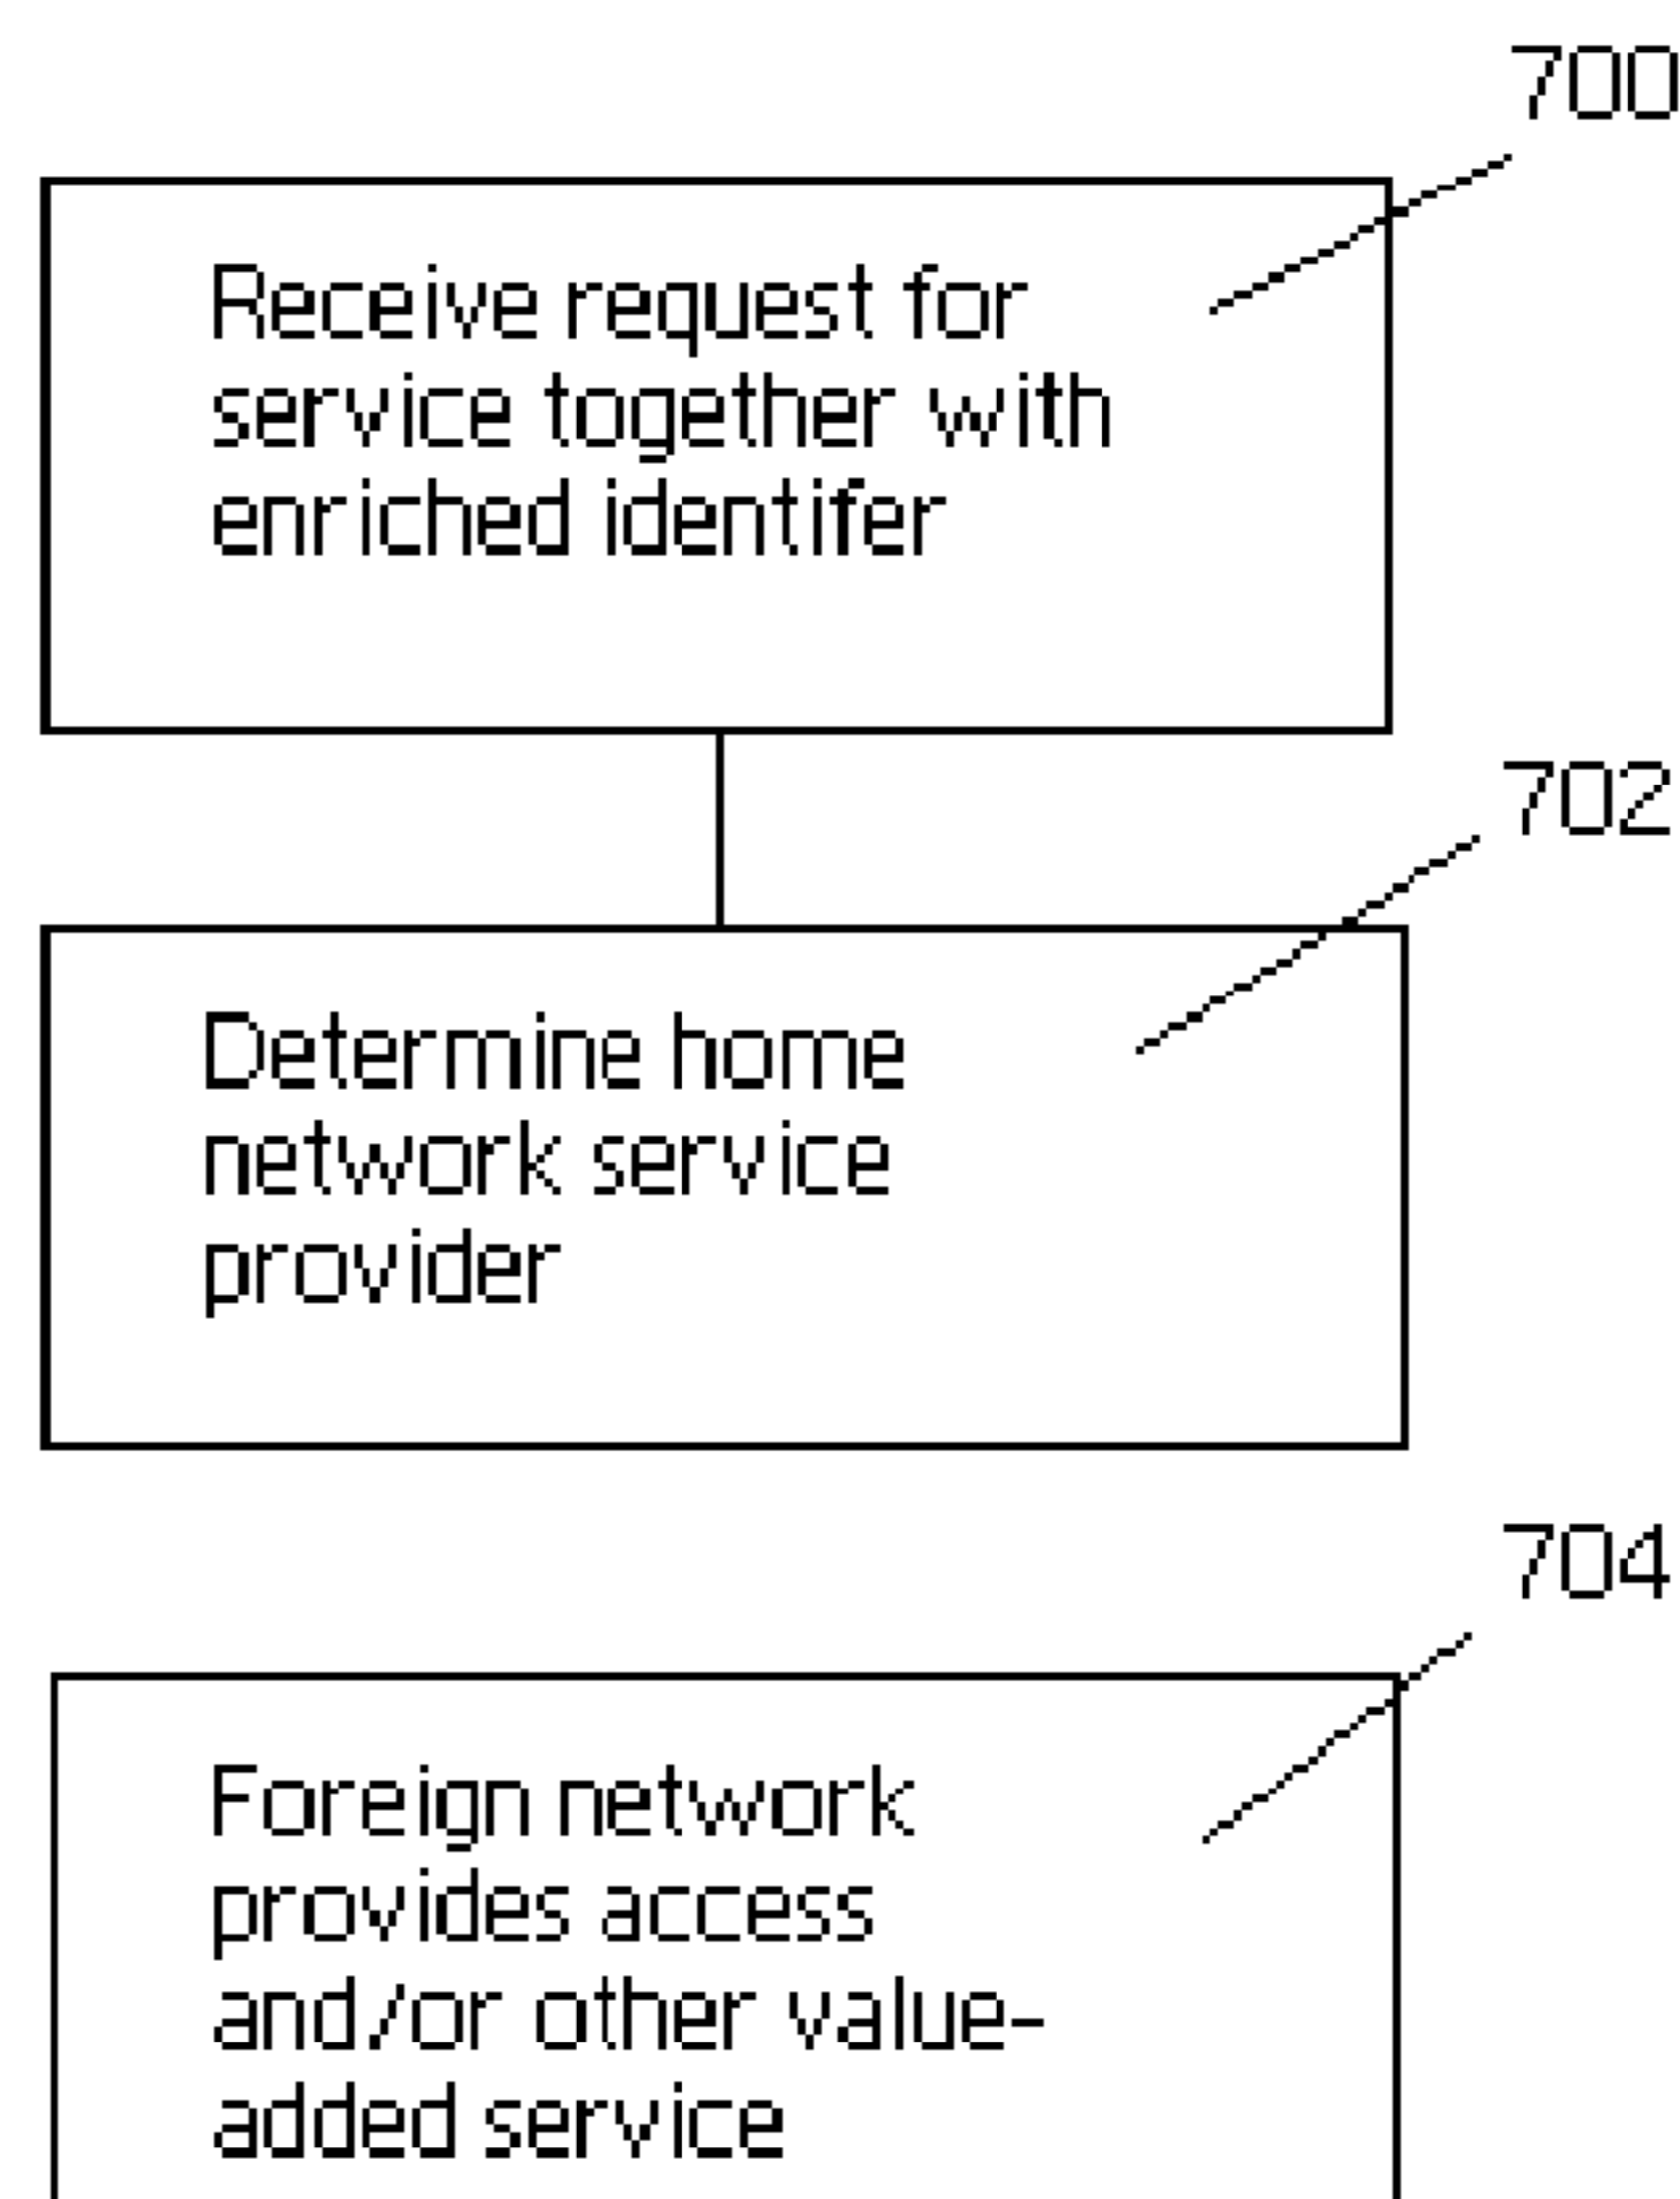 700
Receive request for
service together with
enriched identifer
702
Determine home
network service
provider
704
Foreign network
provides access
and/or other value-
added service